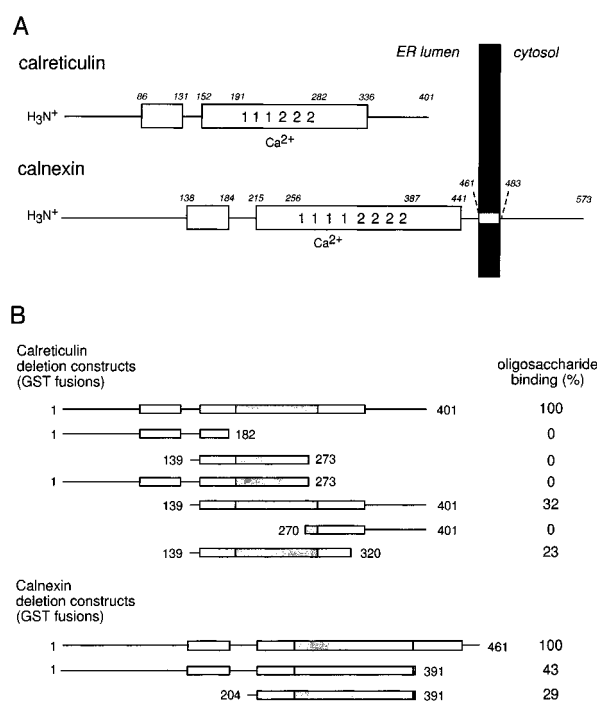 A
ER lumen cytosol
calreticulin
86 131 152 191 282 336 401
H3N+ 1 1 1 2 2 2
Ca2+
calnexin
138 184 215 256 387 441 461 483 573
H3N+ 1 1 1 1 2 2 2 2
Ca2+
B
Calreticulin
deletion constructs
(GST fusions)
oligosaccharide
binding (%)
1 401 100
1 182 0
139 273 0
1 273 0
139 401 32
270 401 0
139 320 23
Calnexin
deletion constructs
(GST fusions)
1 461 100
1 391 43
204 391 29